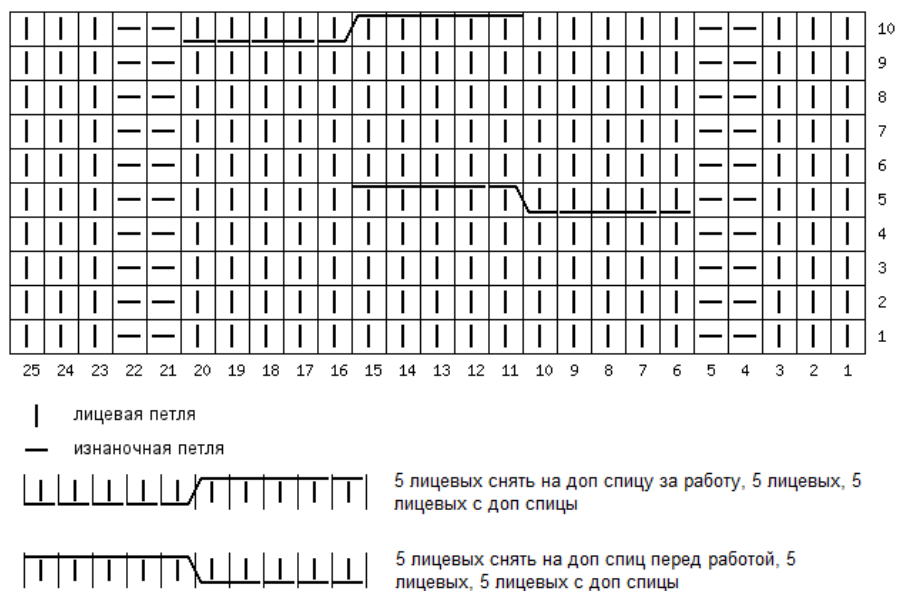 10
9
8
7
6
5
4
3
2
1
25 24 23 22 21 20 19 18 17 16 15 14 13 12 11 10 9 8 7 6 5 4 3 2 1
лицевая петля
изнаночная петля
5 лицевых снять на доп спицу за работу, 5 лицевых, 5
лицевых с доп спицы
5 лицевых снять на доп спиц перед работой, 5
лицевых, 5 лицевых с доп спицы